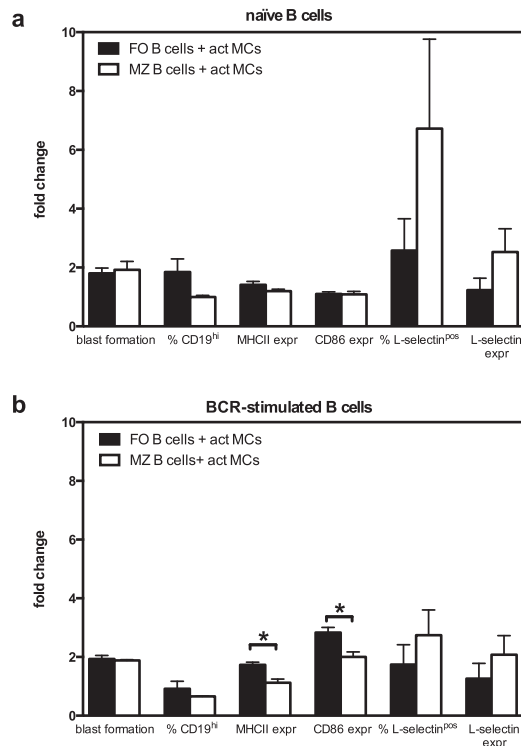 a
naïve B cells
10
8
6
4
2
0
fold change
FO B cells + act MCs
MZ B cells + act MCs
blast formation
% CD19hi
MHCII expr
CD86 expr
% L-selectinpos
L-selectin
expr
b
BCR-stimulated B cells
10
8
6
4
2
0
fold change
FO B cells + act MCs
MZ B cells+ act MCs
*
*
blast formation
% CD19hi
MHCII expr
CD86 expr
% L-selectinpos
L-selectin
expr